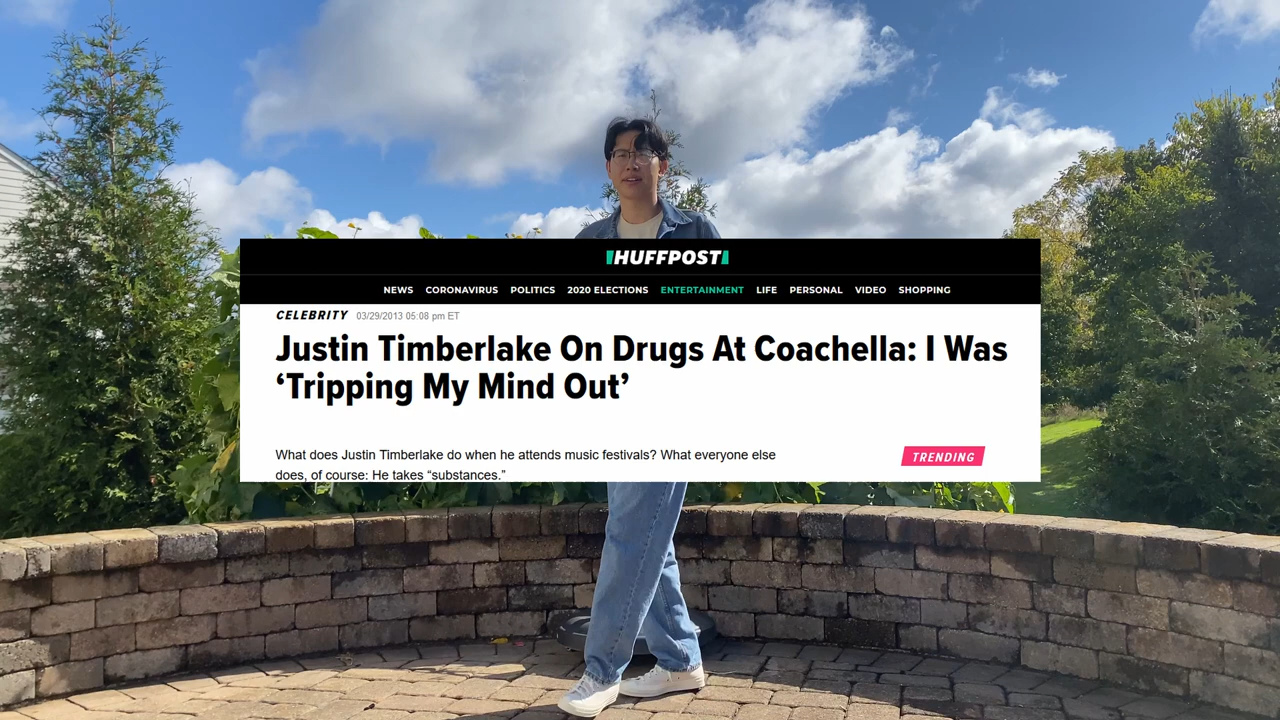 HUFFPOST
NEWS CORONAVIRUS POLITICS 2020 ELECTIONS ENTERTAINMENT LIFE PERSONAL VIDEO SHOPPING
CELEBRITY 03/29/2013 05:08 pm ET
Justin Timberlake On Drugs At Coachella: I Was
‘Tripping My Mind Out’
What does Justin Timberlake do when he attends music festivals? What everyone else
does, of course: He takes “substances.”
TRENDING